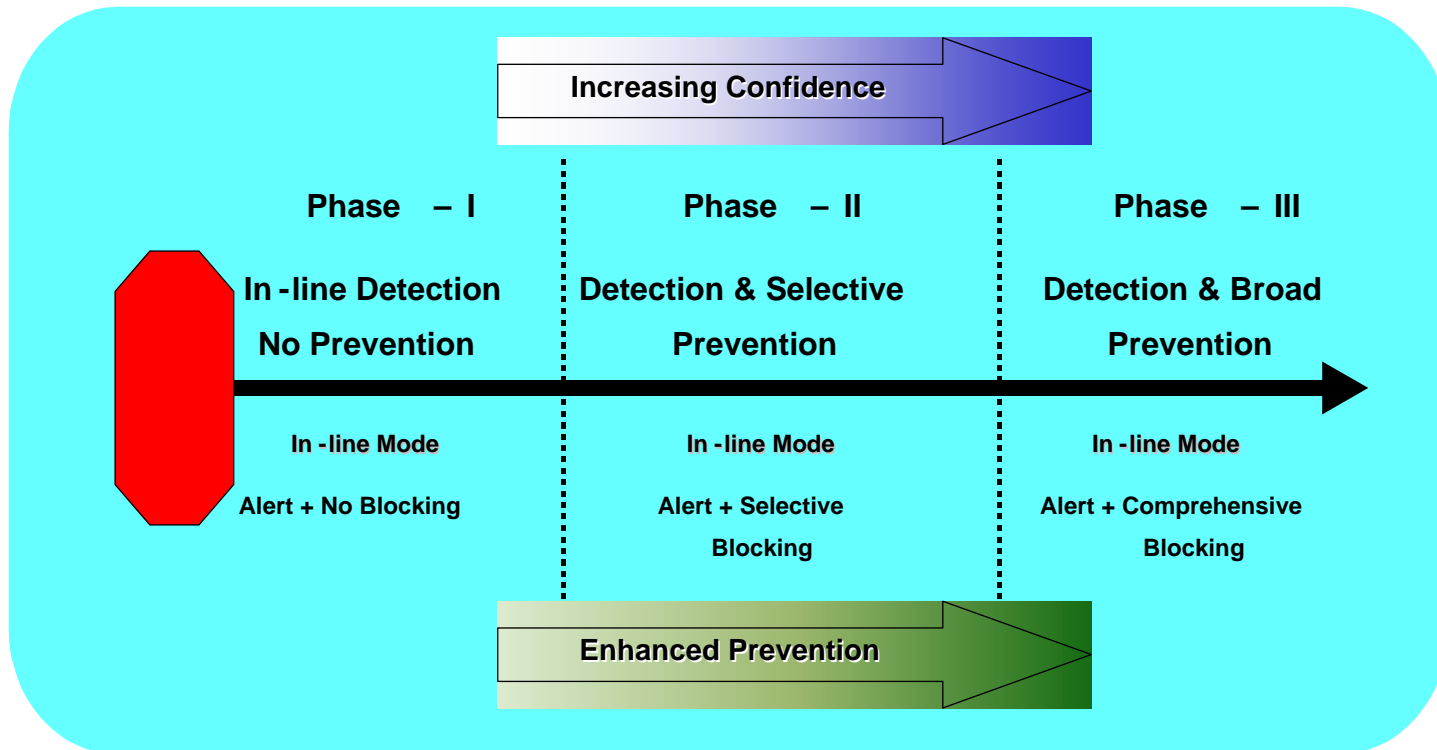 Increasing Confidence
Phase – I
Phase – II
Phase – III
In -line Detection
No Prevention
Detection & Selective
Prevention
Detection & Broad
Prevention
In -line Mode
In -line Mode
In -line Mode
Alert + No Blocking
Alert + Selective
Blocking
Alert + Comprehensive
Blocking
Enhanced Prevention